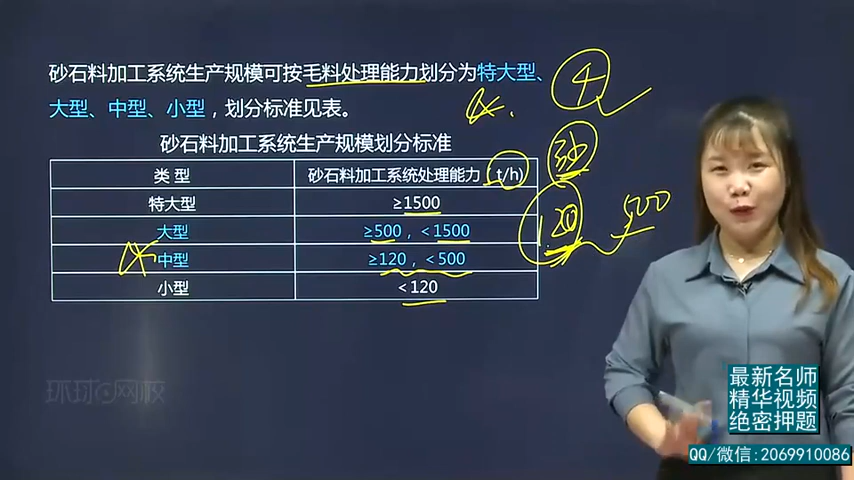 砂石料加工系统生产规模可按毛料处理能力划分为特大型、
大型、中型、小型，划分标准见表。
砂石料加工系统生产规模划分标准
类 型 砂石料加工系统处理能力（t/h)
特大型 ≥1500
大型 ≥500，＜1500
中型 ≥120，＜500
小型 ＜120
4
砂
120
500
环球网校
最新名师
精华视频
绝密押题
QQ/微信:2069910086